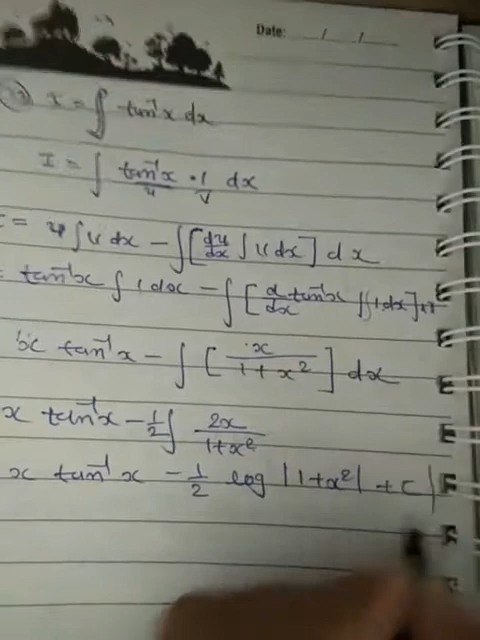 Date: / /
I = ∫ tan⁻¹x dx
I = ∫ tan⁻¹x/u · 1/v dx
= u∫v dx − ∫[du/dx ∫v dx] dx
= tan⁻¹x ∫1 dx − ∫[d/dx tan⁻¹x ∫1dx] dx
x tan⁻¹x − ∫[x/1+x²] dx
x tan⁻¹x − 1/2 ∫ 2x/1+x²
x tan⁻¹x − 1/2 log |1+x²| + C